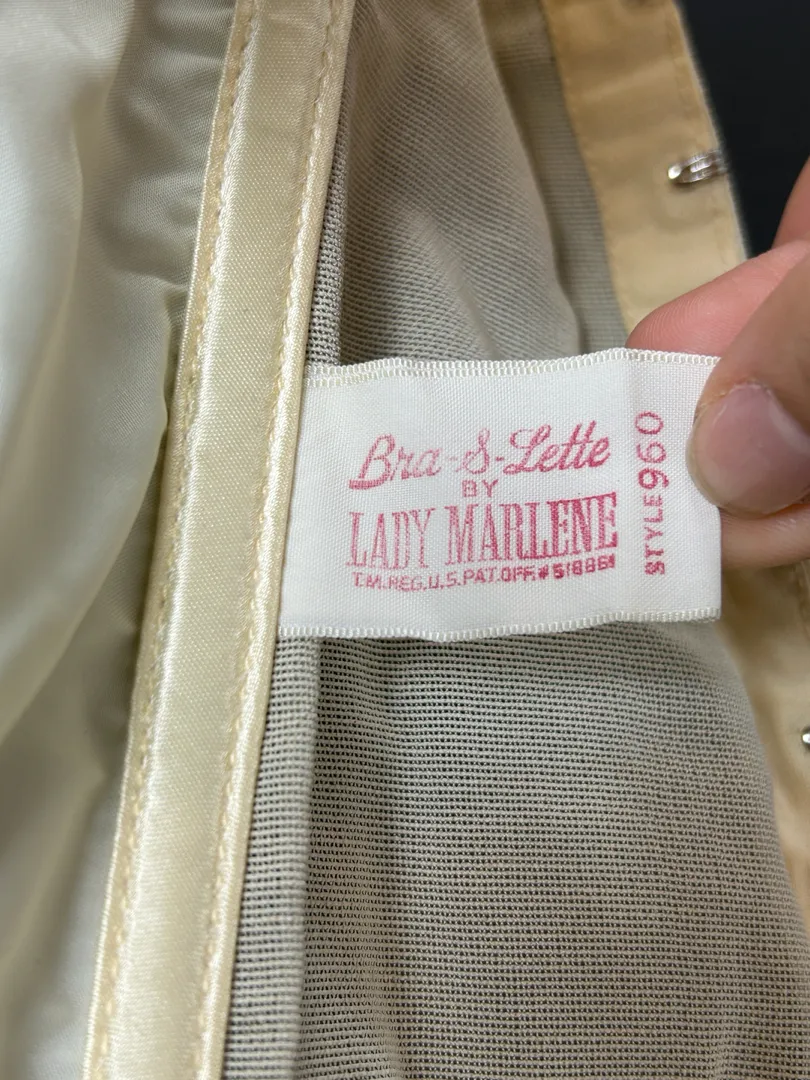 Bra-S-Lette
BY
LADY MARLENE
T.M.REG.U.S.PAT.OFF.# 518861
STYLE 960